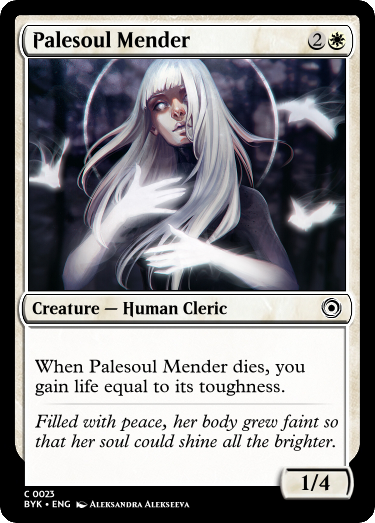 Palesoul Mender 2
Creature — Human Cleric
When Palesoul Mender dies, you
gain life equal to its toughness.
Filled with peace, her body grew faint so
that her soul could shine all the brighter.
1/4
C 0023
BYK • ENG Aleksandra Alekseeva